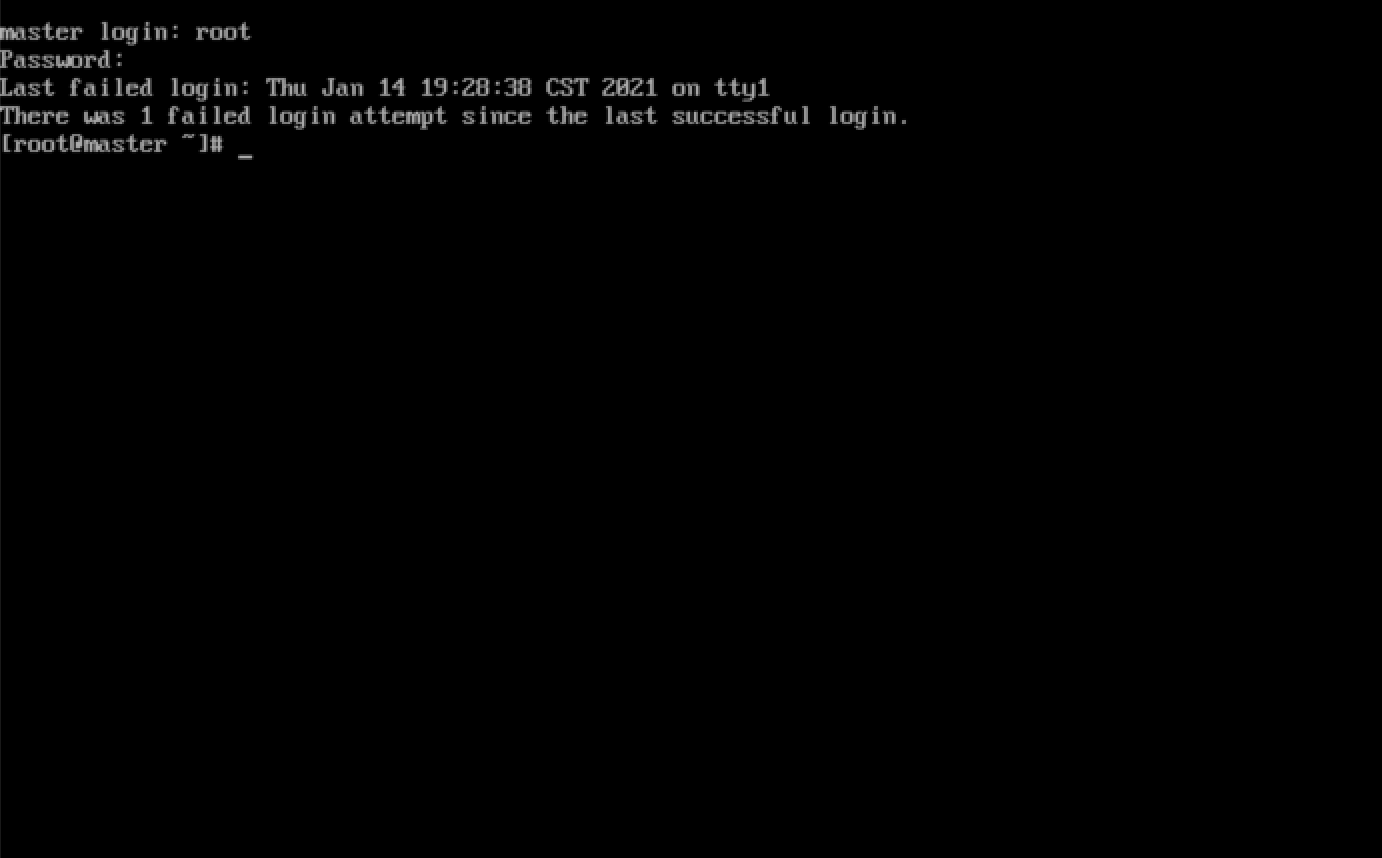 master login: root
Password:
Last failed login: Thu Jan 14 19:28:38 CST 2021 on tty1
There was 1 failed login attempt since the last successful login.
[root@master ~]# _